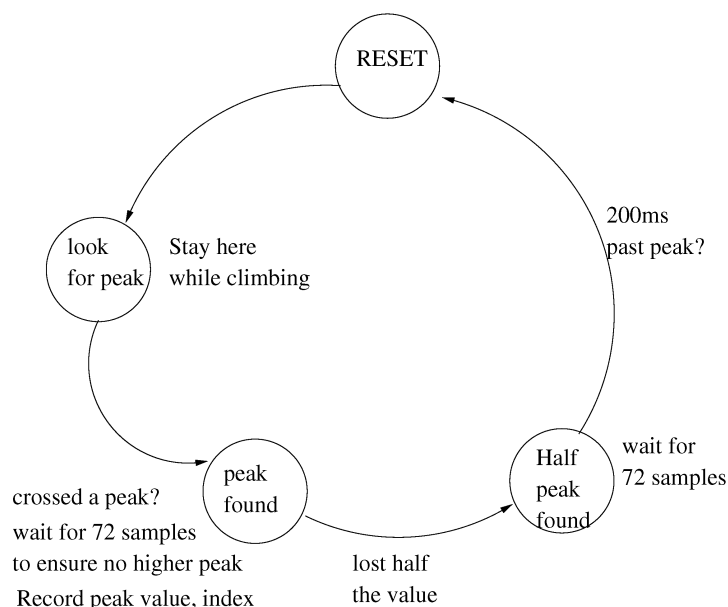 RESET
look
for peak
Stay here
while climbing
200ms
past peak?
peak
found
crossed a peak?
wait for 72 samples
to ensure no higher peak
Record peak value, index
lost half
the value
Half
peak
found
wait for
72 samples